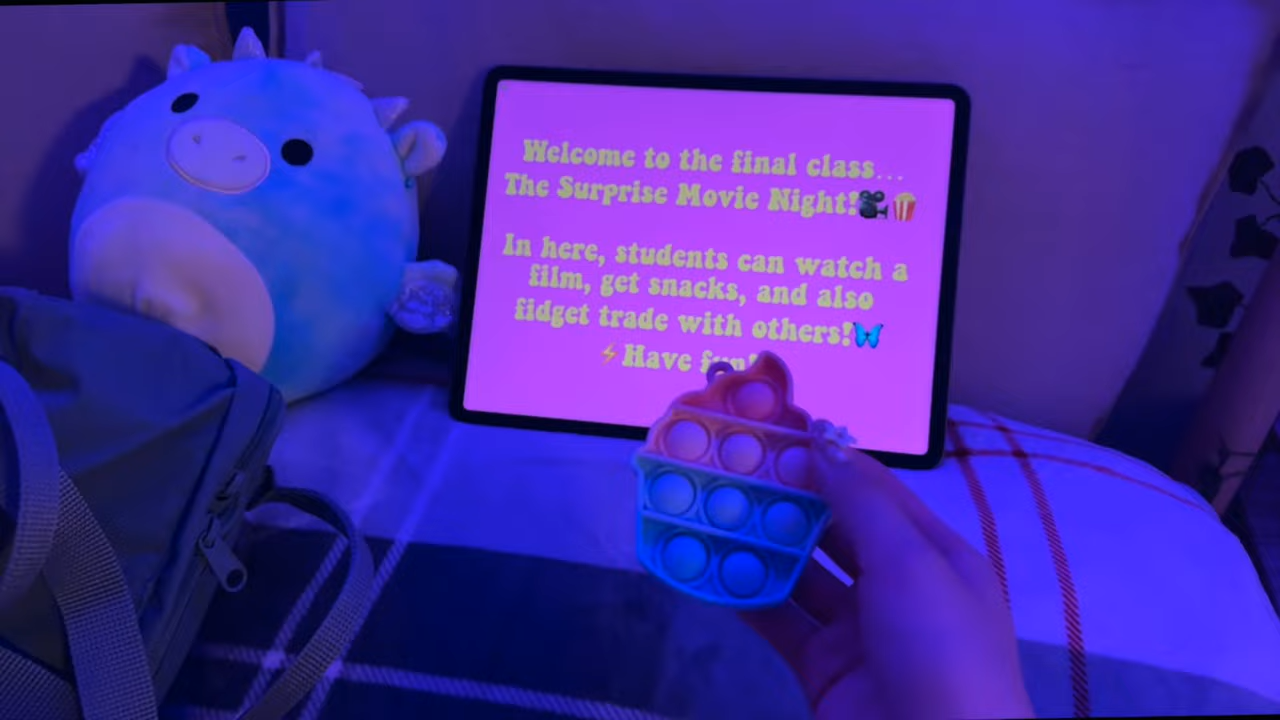 Welcome to the final class...
The Surprise Movie Night!🎥🍿
In here, students can watch a
film, get snacks, and also
fidget trade with others!🦋
⚡Have fun!